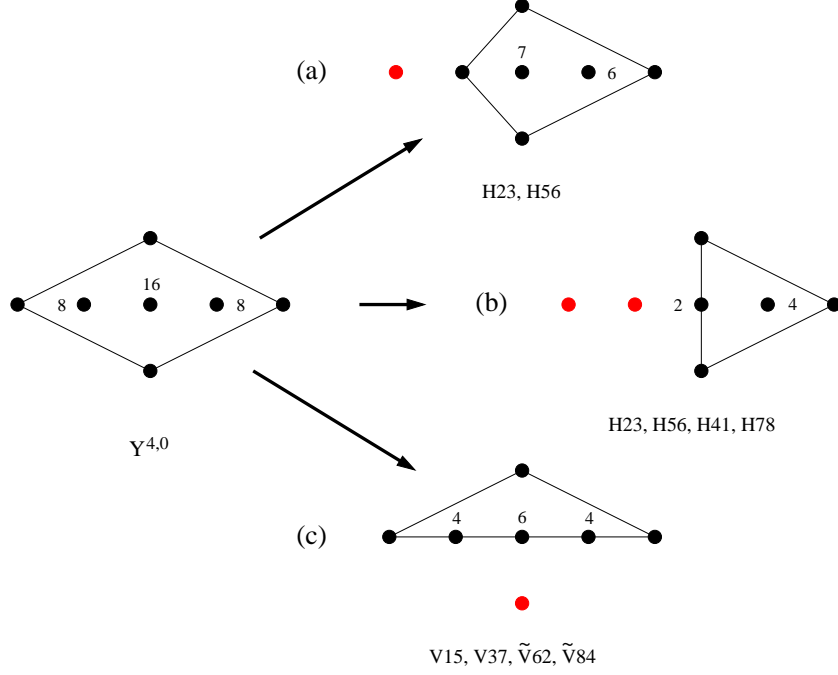 (a)
7
6
H23, H56
16
8
8
Y^{4,0}
(b)
2
4
H23, H56, H41, H78
(c)
4 6 4
V15, V37, Ṽ62, Ṽ84